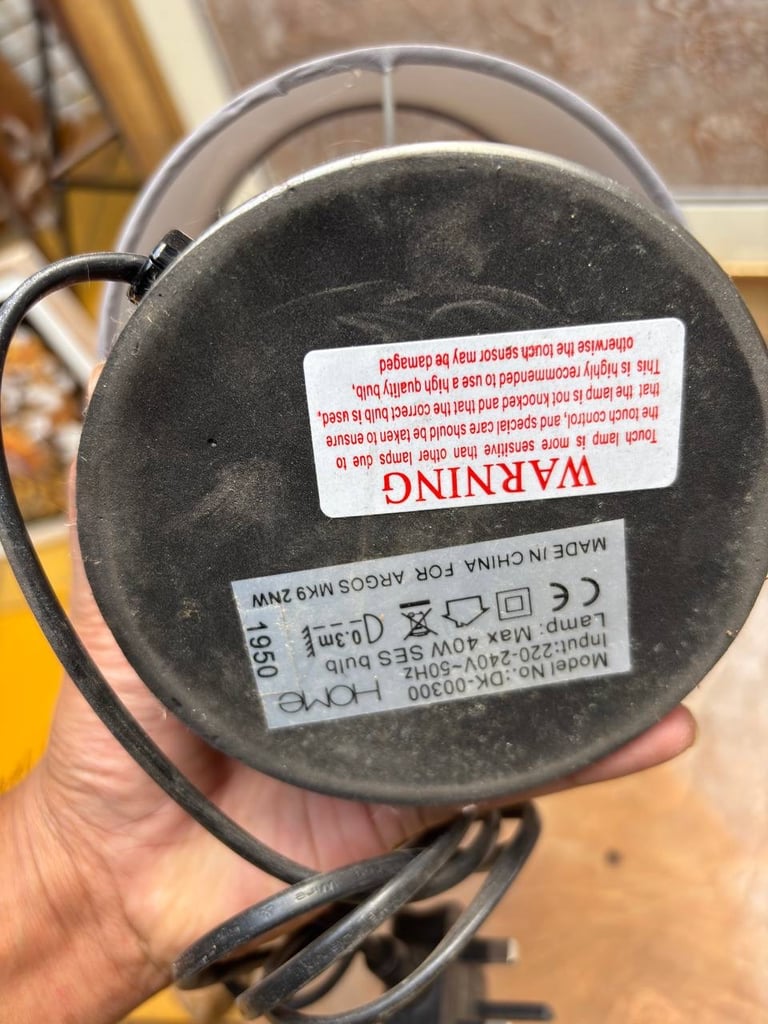 WARNING
Touch lamp is more sensitive than other lamps due to
the touch control, and special care should be taken to ensure
that the lamp is not knocked and that the correct bulb is used.
This is highly recommended to use a high quality bulb,
otherwise the touch sensor may be damaged
HOME
Model No.: DK-00300
Input:220-240V~50Hz
Lamp: Max 40W SES bulb
CE
0.3m
1950
MADE IN CHINA FOR ARGOS MK9 2NW